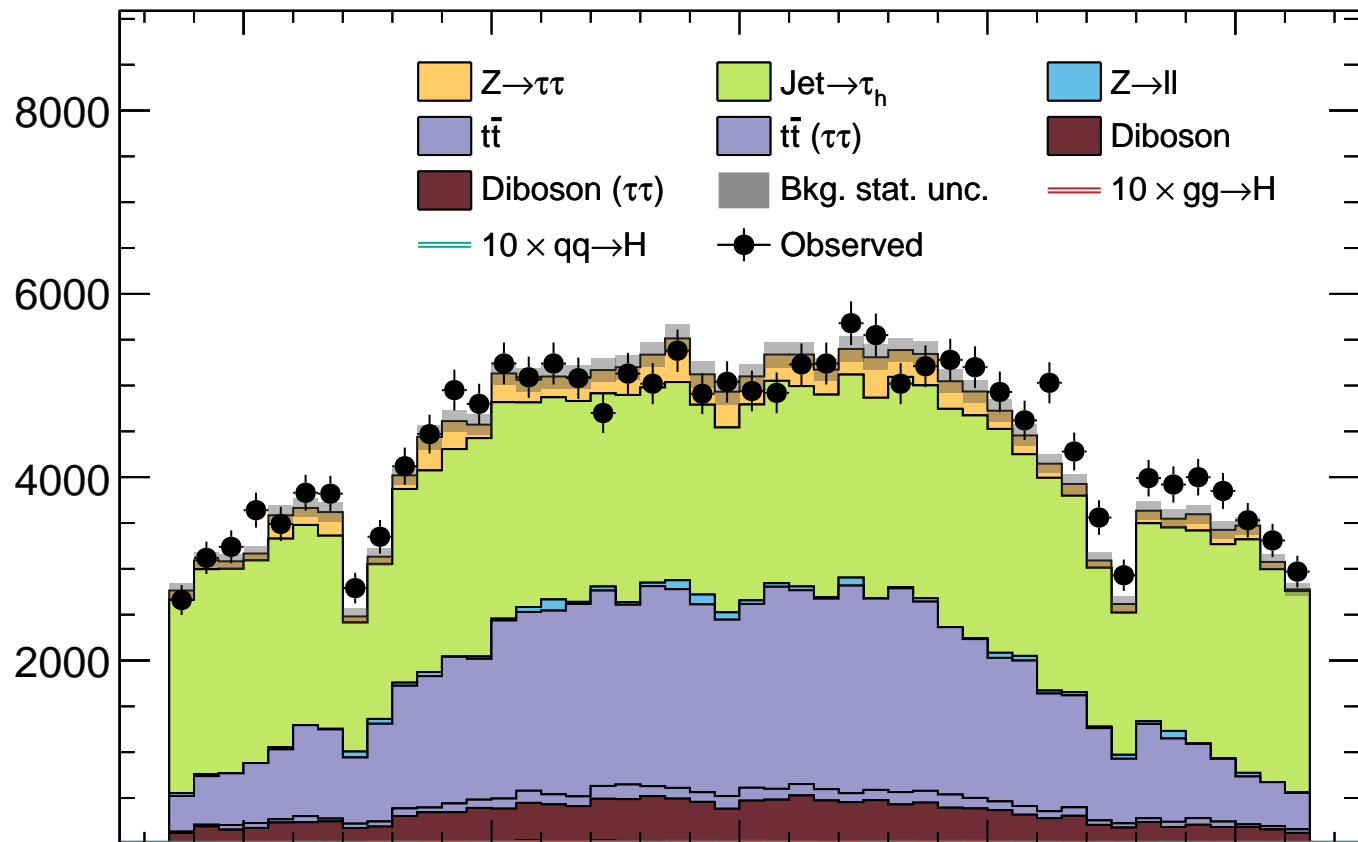 Z→ττ Jet→τₕ Z→ll
8000
tt̄ tt̄ (ττ) Diboson
Diboson (ττ) Bkg. stat. unc. 10 × gg→H
10 × qq→H Observed
6000
4000
2000